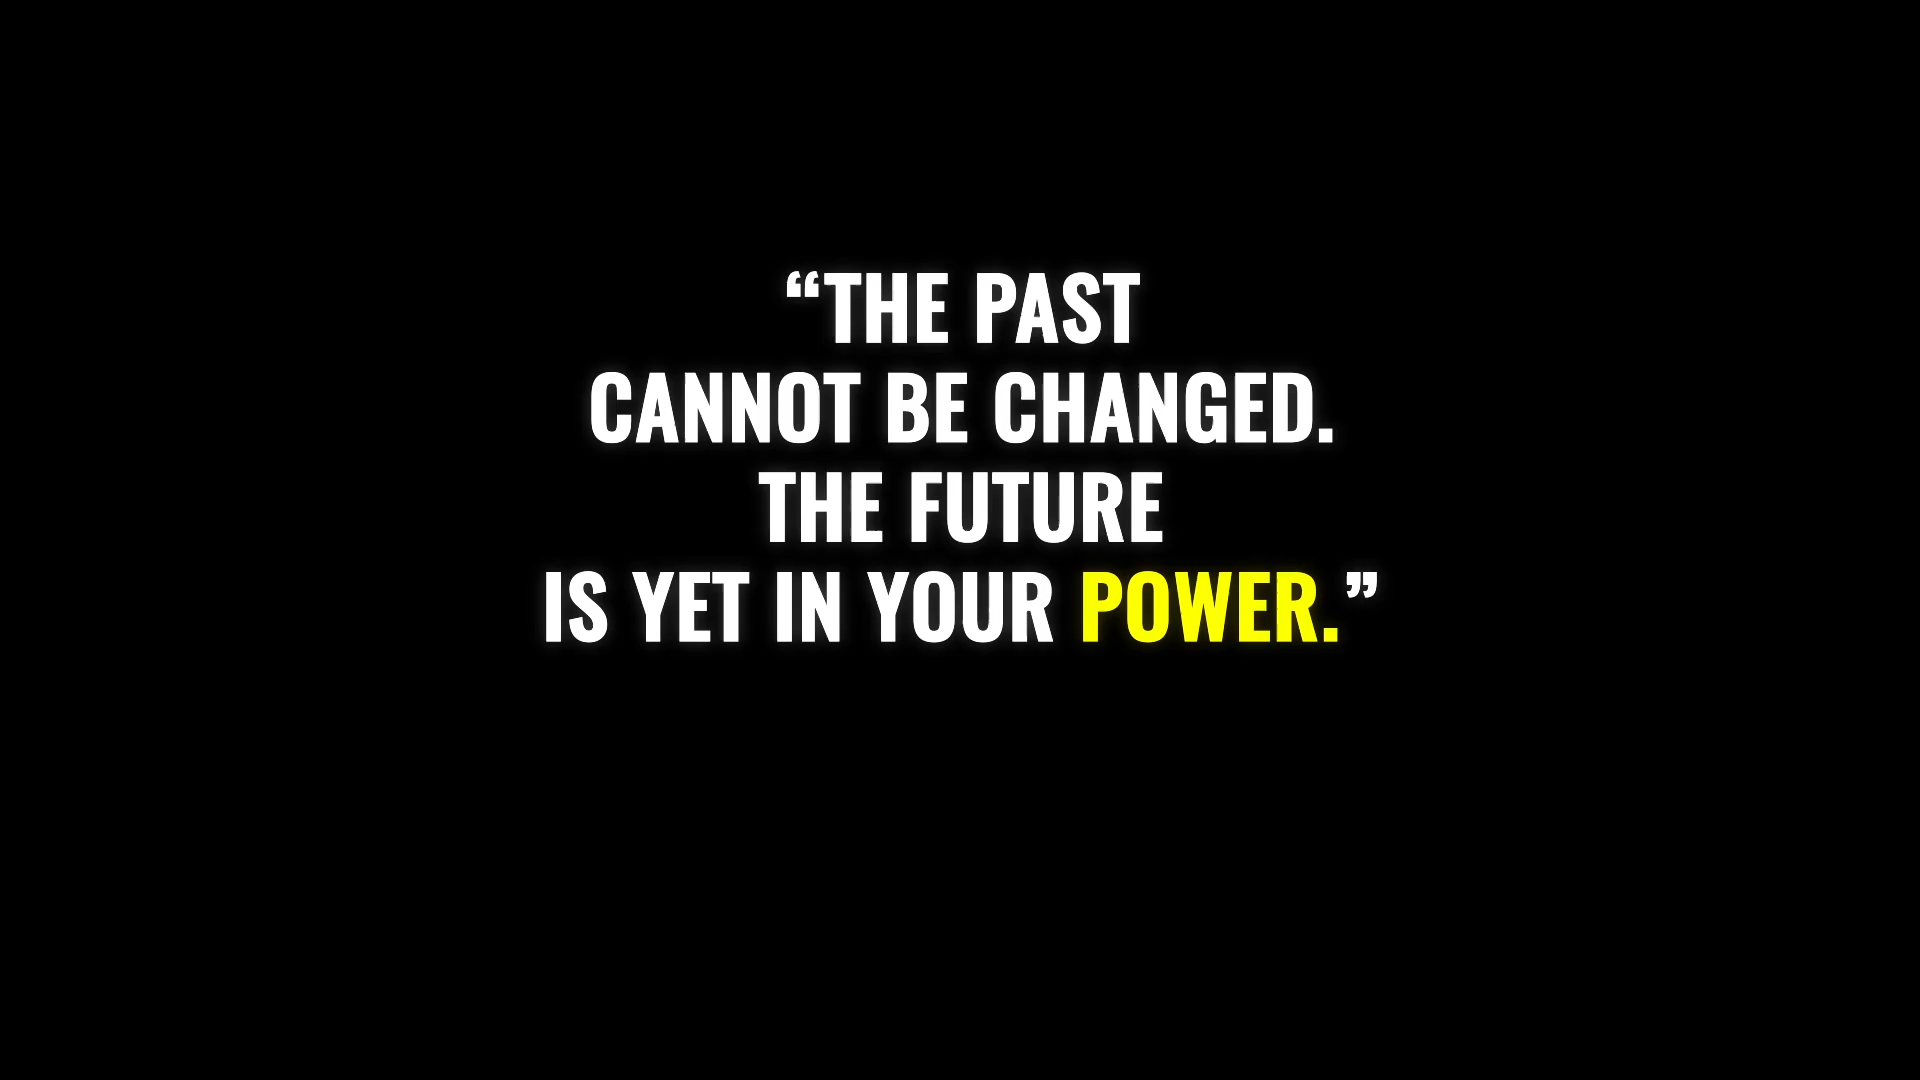 “THE PAST
CANNOT BE CHANGED.
THE FUTURE
IS YET IN YOUR POWER.”